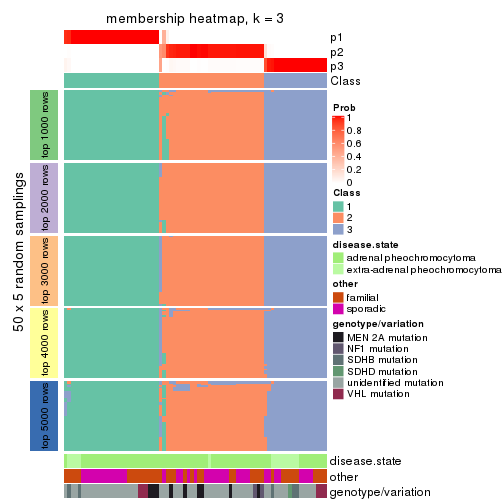 membership heatmap, k = 3
p1
p2
p3
Class
50 x 5 random samplings
top 1000 rows
top 2000 rows
top 3000 rows
top 4000 rows
top 5000 rows
Prob
1
0.8
0.6
0.4
0.2
0
Class
1
2
3
disease.state
adrenal pheochromocytoma
extra-adrenal pheochromocytoma
other
familial
sporadic
genotype/variation
MEN 2A mutation
NF1 mutation
SDHB mutation
SDHD mutation
unidentified mutation
VHL mutation
disease.state
other
genotype/variation